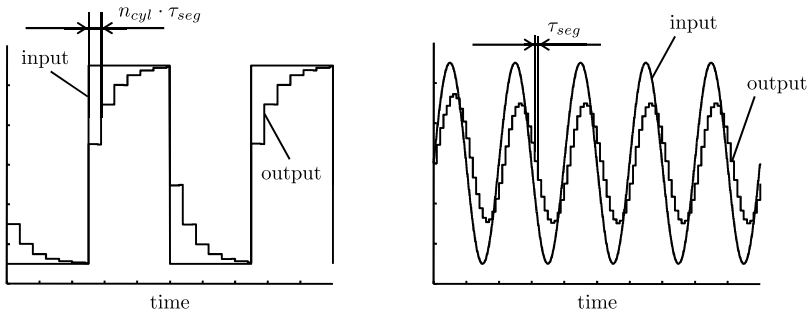 n_cyl · τ_seg
input
output
time
τ_seg
input
output
time